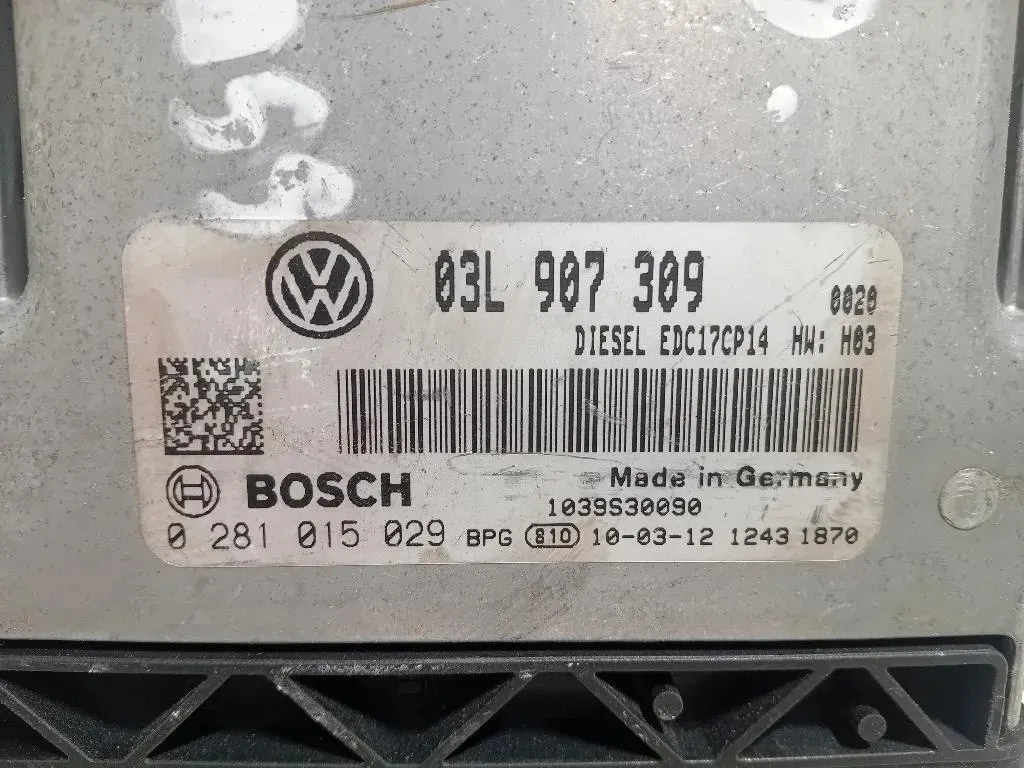 03L 907 309
0020
DIESEL EDC17CP14 HW: H03
BOSCH
Made in Germany
1039S30090
0 281 015 029 BPG 810 10-03-12 1243 1870